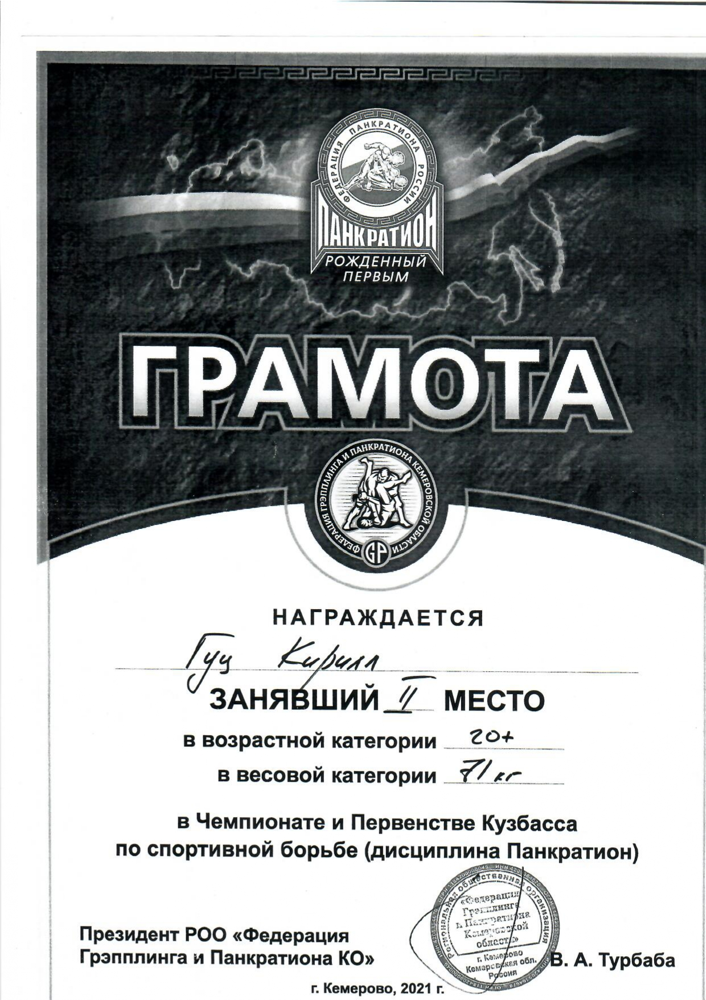 ФЕДЕРАЦИЯ ПАНКРАТИОНА РОССИИ
ПАНКРАТИОН
РОЖДЕННЫЙ
ПЕРВЫМ
ГРАМОТА
ФЕДЕРАЦИЯ ГРЭППЛИНГА И ПАНКРАТИОНА КЕМЕРОВСКОЙ ОБЛАСТИ
GP
НАГРАЖДАЕТСЯ
Гуц Кирилл
ЗАНЯВШИЙ II МЕСТО
в возрастной категории 20+
в весовой категории 71 кг
в Чемпионате и Первенстве Кузбасса
по спортивной борьбе (дисциплина Панкратион)
Региональная общественная организация
«Федерация
Грэпплинга
и Панкратиона
Кемеровской
области»
г. Кемерово
Кемеровская обл.
Россия
Президент РОО «Федерация
Грэпплинга и Панкратиона КО»
В. А. Турбаба
г. Кемерово, 2021 г.